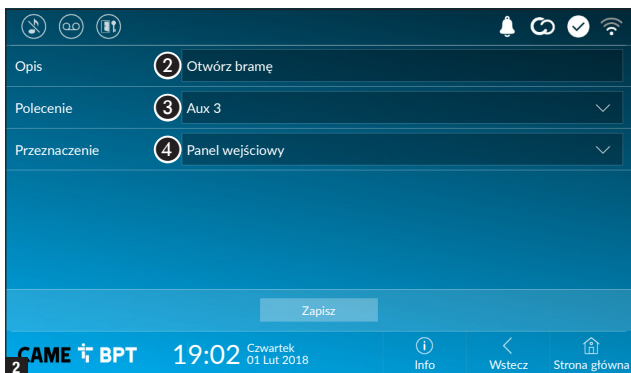 Opis 2 Otwórz bramę
Polecenie 3 Aux 3
Przeznaczenie 4 Panel wejściowy
Zapisz
CAME BPT 19:02 Czwartek
01 Lut 2018
Info Wstecz Strona główna
2